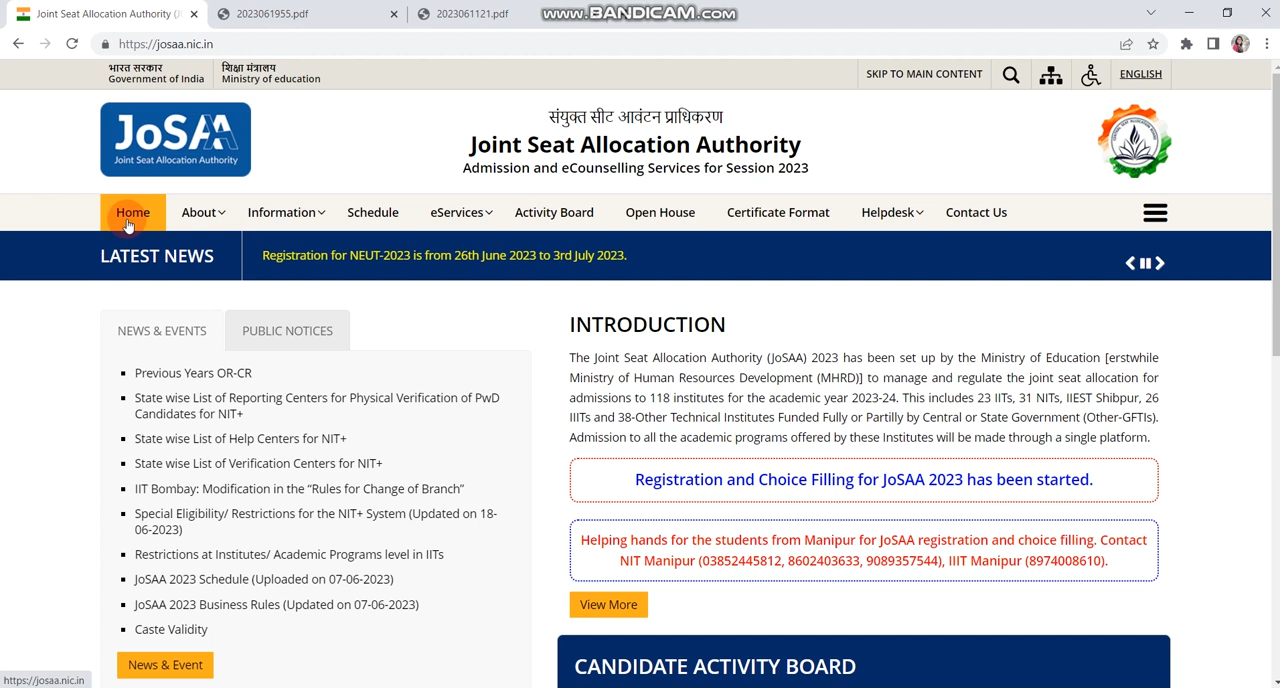 Joint Seat Allocation Authority (J
2023061955.pdf
2023061121.pdf
www.BANDICAM.com
https://josaa.nic.in
भारत सरकार
Government of India
शिक्षा मंत्रालय
Ministry of education
SKIP TO MAIN CONTENT
ENGLISH
JoSAA
Joint Seat Allocation Authority
संयुक्त सीट आवंटन प्राधिकरण
Joint Seat Allocation Authority
Admission and eCounselling Services for Session 2023
Home
About
Information
Schedule
eServices
Activity Board
Open House
Certificate Format
Helpdesk
Contact Us
LATEST NEWS
Registration for NEUT-2023 is from 26th June 2023 to 3rd July 2023.
NEWS & EVENTS
PUBLIC NOTICES
Previous Years OR-CR
State wise List of Reporting Centers for Physical Verification of PwD
Candidates for NIT+
State wise List of Help Centers for NIT+
State wise List of Verification Centers for NIT+
IIT Bombay: Modification in the “Rules for Change of Branch”
Special Eligibility/ Restrictions for the NIT+ System (Updated on 18-
06-2023)
Restrictions at Institutes/ Academic Programs level in IITs
JoSAA 2023 Schedule (Uploaded on 07-06-2023)
JoSAA 2023 Business Rules (Updated on 07-06-2023)
Caste Validity
News & Event
INTRODUCTION
The Joint Seat Allocation Authority (JoSAA) 2023 has been set up by the Ministry of Education [erstwhile
Ministry of Human Resources Development (MHRD)] to manage and regulate the joint seat allocation for
admissions to 118 institutes for the academic year 2023-24. This includes 23 IITs, 31 NITs, IIEST Shibpur, 26
IIITs and 38-Other Technical Institutes Funded Fully or Partilly by Central or State Government (Other-GFTIs).
Admission to all the academic programs offered by these Institutes will be made through a single platform.
Registration and Choice Filling for JoSAA 2023 has been started.
Helping hands for the students from Manipur for JoSAA registration and choice filling. Contact
NIT Manipur (03852445812, 8602403633, 9089357544), IIIT Manipur (8974008610).
View More
CANDIDATE ACTIVITY BOARD
https://josaa.nic.in